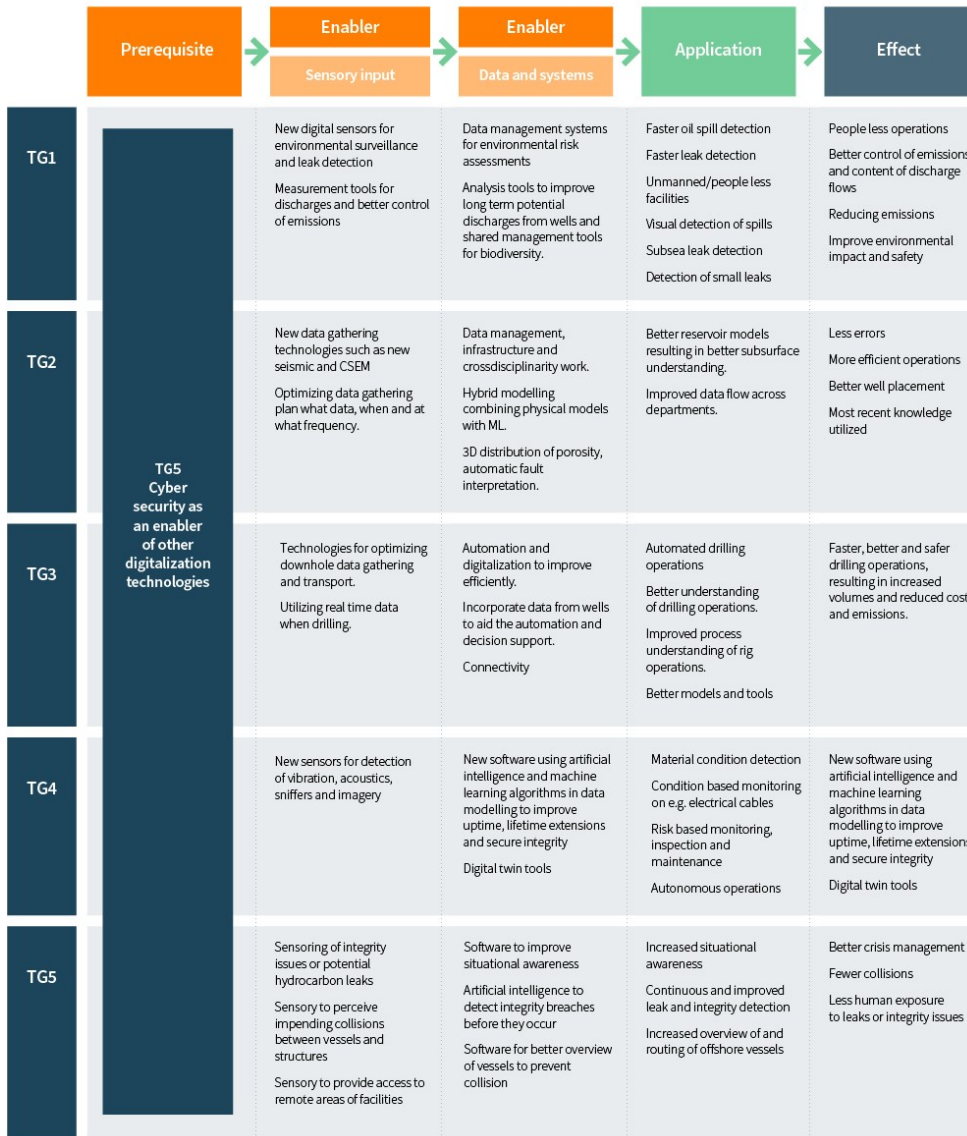 Prerequisite
Enabler
Sensory input
Enabler
Data and systems
Application
Effect
TG5
Cyber
security as
an enabler
of other
digitalization
technologies
TG1
New digital sensors for
environmental surveillance
and leak detection
Measurement tools for
discharges and better control
of emissions
Data management systems
for environmental risk
assessments
Analysis tools to improve
long term potential
discharges from wells and
shared management tools
for biodiversity.
Faster oil spill detection
Faster leak detection
Unmanned/people less
facilities
Visual detection of spills
Subsea leak detection
Detection of small leaks
People less operations
Better control of emissions
and content of discharge
flows
Reducing emissions
Improve environmental
impact and safety
TG2
New data gathering
technologies such as new
seismic and CSEM
Optimizing data gathering
plan what data, when and at
what frequency.
Data management,
infrastructure and
crossdisciplinarity work.
Hybrid modelling
combining physical models
with ML.
3D distribution of porosity,
automatic fault
interpretation.
Better reservoir models
resulting in better subsurface
understanding.
Improved data flow across
departments.
Less errors
More efficient operations
Better well placement
Most recent knowledge
utilized
TG3
Technologies for optimizing
downhole data gathering
and transport.
Utilizing real time data
when drilling.
Automation and
digitalization to improve
efficiently.
Incorporate data from wells
to aid the automation and
decision support.
Connectivity
Automated drilling
operations
Better understanding
of drilling operations.
Improved process
understanding of rig
operations.
Better models and tools
Faster, better and safer
drilling operations,
resulting in increased
volumes and reduced cost
and emissions.
TG4
New sensors for detection
of vibration, acoustics,
sniffers and imagery
New software using artificial
intelligence and machine
learning algorithms in data
modelling to improve
uptime, lifetime extensions
and secure integrity
Digital twin tools
Material condition detection
Condition based monitoring
on e.g. electrical cables
Risk based monitoring,
inspection and
maintenance
Autonomous operations
New software using
artificial intelligence and
machine learning
algorithms in data
modelling to improve
uptime, lifetime extensions
and secure integrity
Digital twin tools
TG5
Sensoring of integrity
issues or potential
hydrocarbon leaks
Sensory to perceive
impending collisions
between vessels and
structures
Sensory to provide access to
remote areas of facilities
Software to improve
situational awareness
Artificial intelligence to
detect integrity breaches
before they occur
Software for better overview
of vessels to prevent
collision
Increased situational
awareness
Continuous and improved
leak and integrity detection
Increased overview of and
routing of offshore vessels
Better crisis management
Fewer collisions
Less human exposure
to leaks or integrity issues